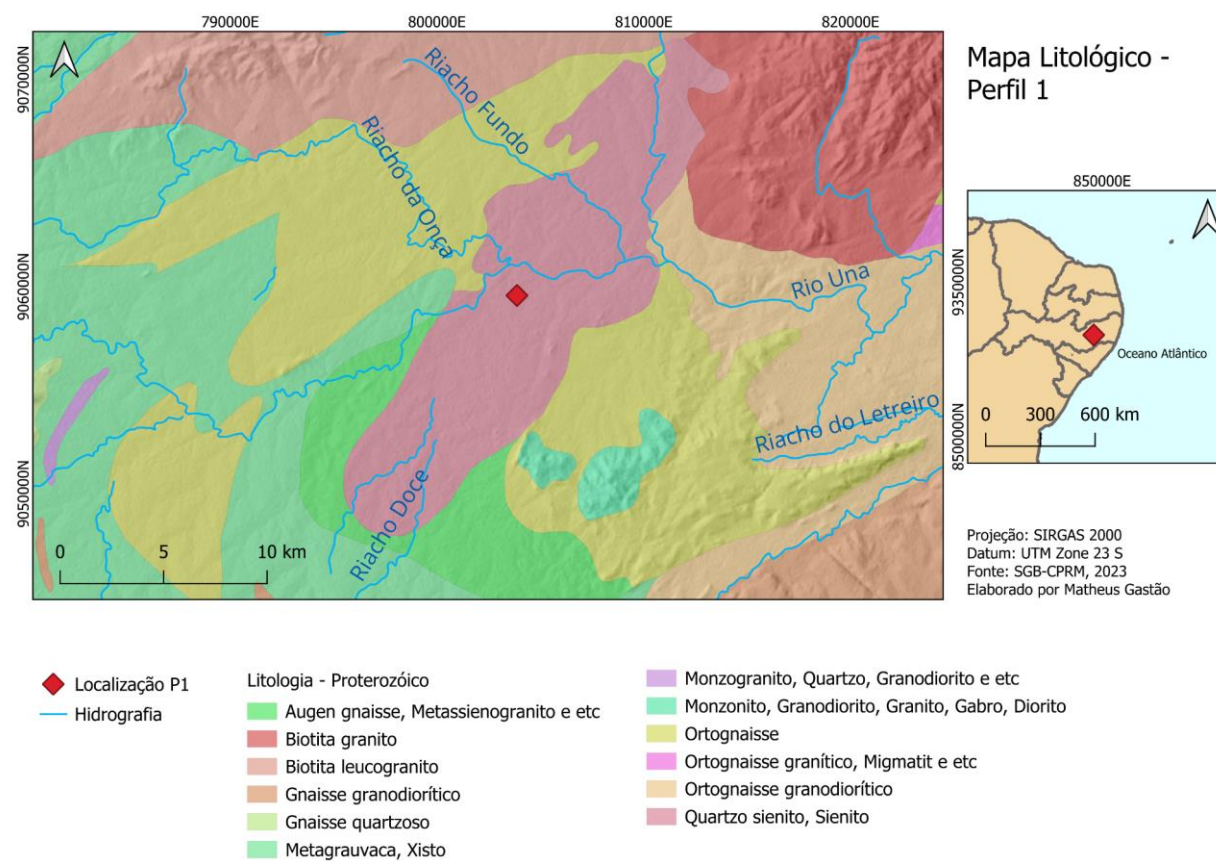 790000E
800000E
810000E
820000E
9070000N
9060000N
9050000N
Riacho Fundo
Riacho da Onça
Rio Una
Riacho do Letreiro
Riacho Doce
0 5 10 km
Mapa Litológico -
Perfil 1
850000E
9350000N
8500000N
Oceano Atlântico
0 300 600 km
Projeção: SIRGAS 2000
Datum: UTM Zone 23 S
Fonte: SGB-CPRM, 2023
Elaborado por Matheus Gastão
Localização P1
Hidrografia
Litologia - Proterozóico
Augen gnaisse, Metassienogranito e etc
Biotita granito
Biotita leucogranito
Gnaisse granodiorítico
Gnaisse quartzoso
Metagrauvaca, Xisto
Monzogranito, Quartzo, Granodiorito e etc
Monzonito, Granodiorito, Granito, Gabro, Diorito
Ortognaisse
Ortognaisse granítico, Migmatit e etc
Ortognaisse granodiorítico
Quartzo sienito, Sienito